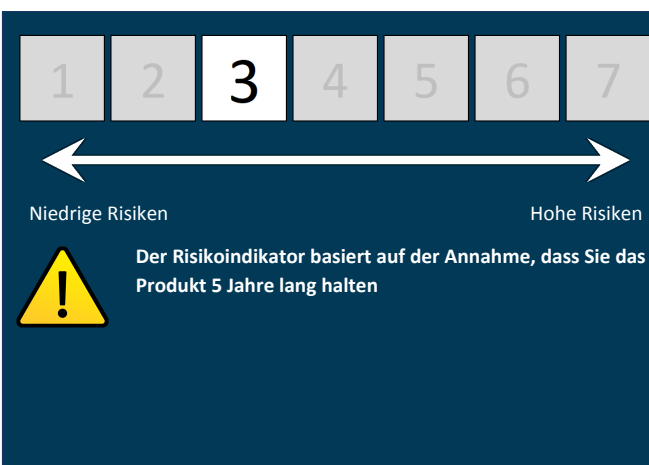 1 2 3 4 5 6 7
Niedrige Risiken Hohe Risiken
Der Risikoindikator basiert auf der Annahme, dass Sie das
Produkt 5 Jahre lang halten